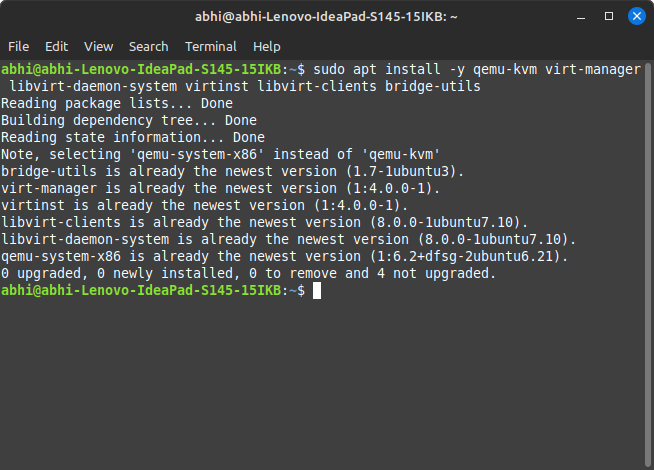 abhi@abhi-Lenovo-IdeaPad-S145-15IKB: ~
File Edit View Search Terminal Help
abhi@abhi-Lenovo-IdeaPad-S145-15IKB:~$ sudo apt install -y qemu-kvm virt-manager
 libvirt-daemon-system virtinst libvirt-clients bridge-utils
Reading package lists... Done
Building dependency tree... Done
Reading state information... Done
Note, selecting 'qemu-system-x86' instead of 'qemu-kvm'
bridge-utils is already the newest version (1.7-1ubuntu3).
virt-manager is already the newest version (1:4.0.0-1).
virtinst is already the newest version (1:4.0.0-1).
libvirt-clients is already the newest version (8.0.0-1ubuntu7.10).
libvirt-daemon-system is already the newest version (8.0.0-1ubuntu7.10).
qemu-system-x86 is already the newest version (1:6.2+dfsg-2ubuntu6.21).
0 upgraded, 0 newly installed, 0 to remove and 4 not upgraded.
abhi@abhi-Lenovo-IdeaPad-S145-15IKB:~$